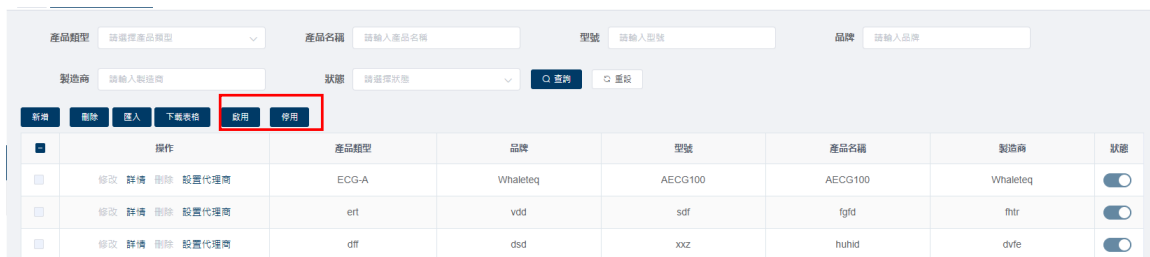 產品類型 請選擇產品類型 產品名稱 請輸入產品名稱 型號 請輸入型號 品牌 請輸入品牌
製造商 請輸入製造商 狀態 請選擇狀態 查詢 重設
新增 刪除 匯入 下載表格 啟用 停用
操作 產品類型 品牌 型號 產品名稱 製造商 狀態
修改 詳情 刪除 設置代理商 ECG-A Whaleteq AECG100 AECG100 Whaleteq
修改 詳情 刪除 設置代理商 ert vdd sdf fgfd fhtr
修改 詳情 刪除 設置代理商 dff dsd xxz huhid dvfe